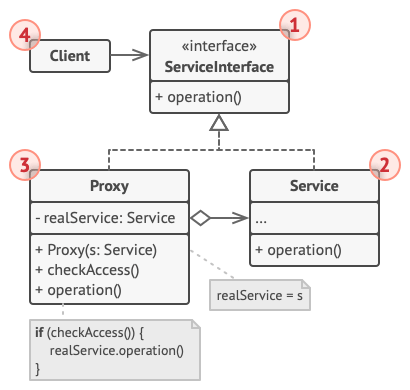 4
Client
1
«interface»
ServiceInterface
+ operation()
3
Proxy
- realService: Service
+ Proxy(s: Service)
+ checkAccess()
+ operation()
2
Service
...
+ operation()
realService = s
if (checkAccess()) {
realService.operation()
}